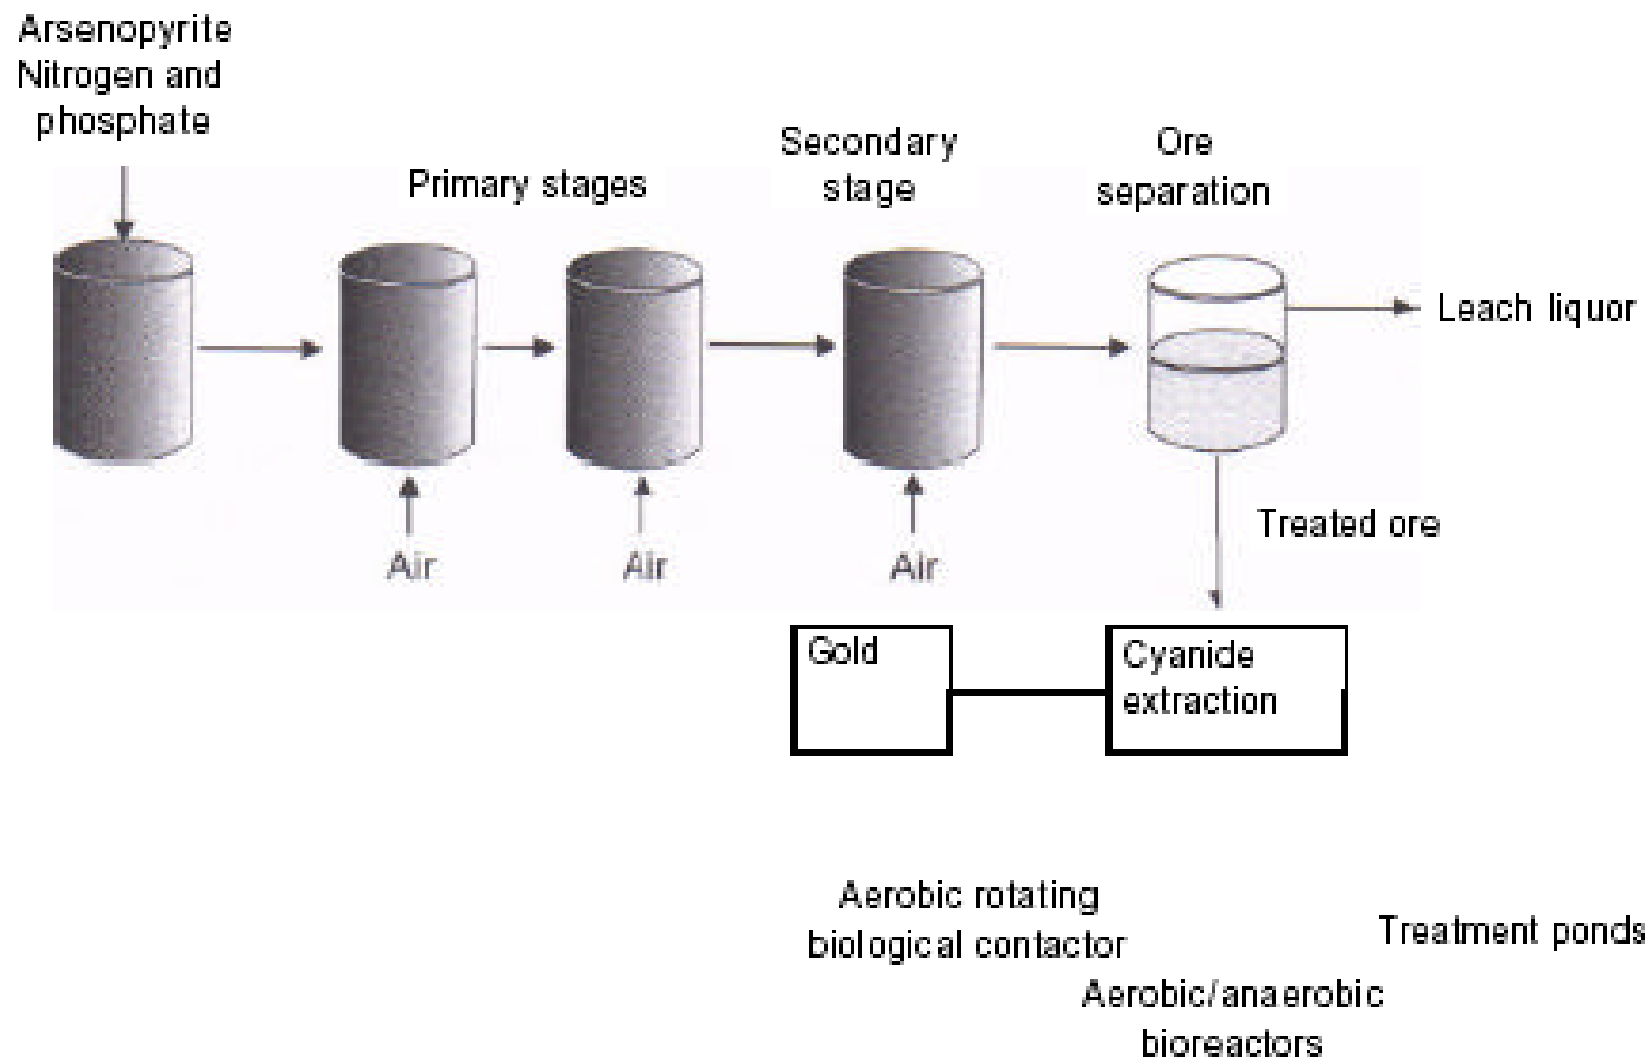 Arsenopyrite
Nitrogen and
phosphate
Primary stages
Secondary
stage
Ore
separation
Leach liquor
Air
Air
Air
Treated ore
Gold
Cyanide
extraction
Aerobic rotating
biological contactor
Treatment ponds
Aerobic/anaerobic
bioreactors